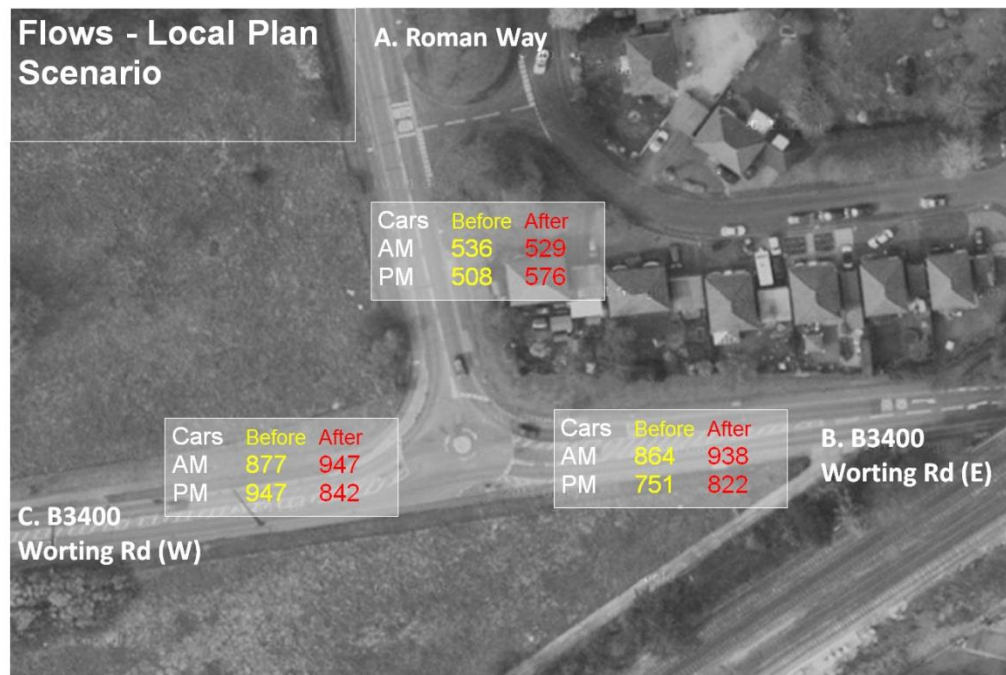 Flows - Local Plan
Scenario
A. Roman Way
Cars Before After
AM 536 529
PM 508 576
Cars Before After
AM 877 947
PM 947 842
Cars Before After
AM 864 938
PM 751 822
B. B3400
Worting Rd (E)
C. B3400
Worting Rd (W)